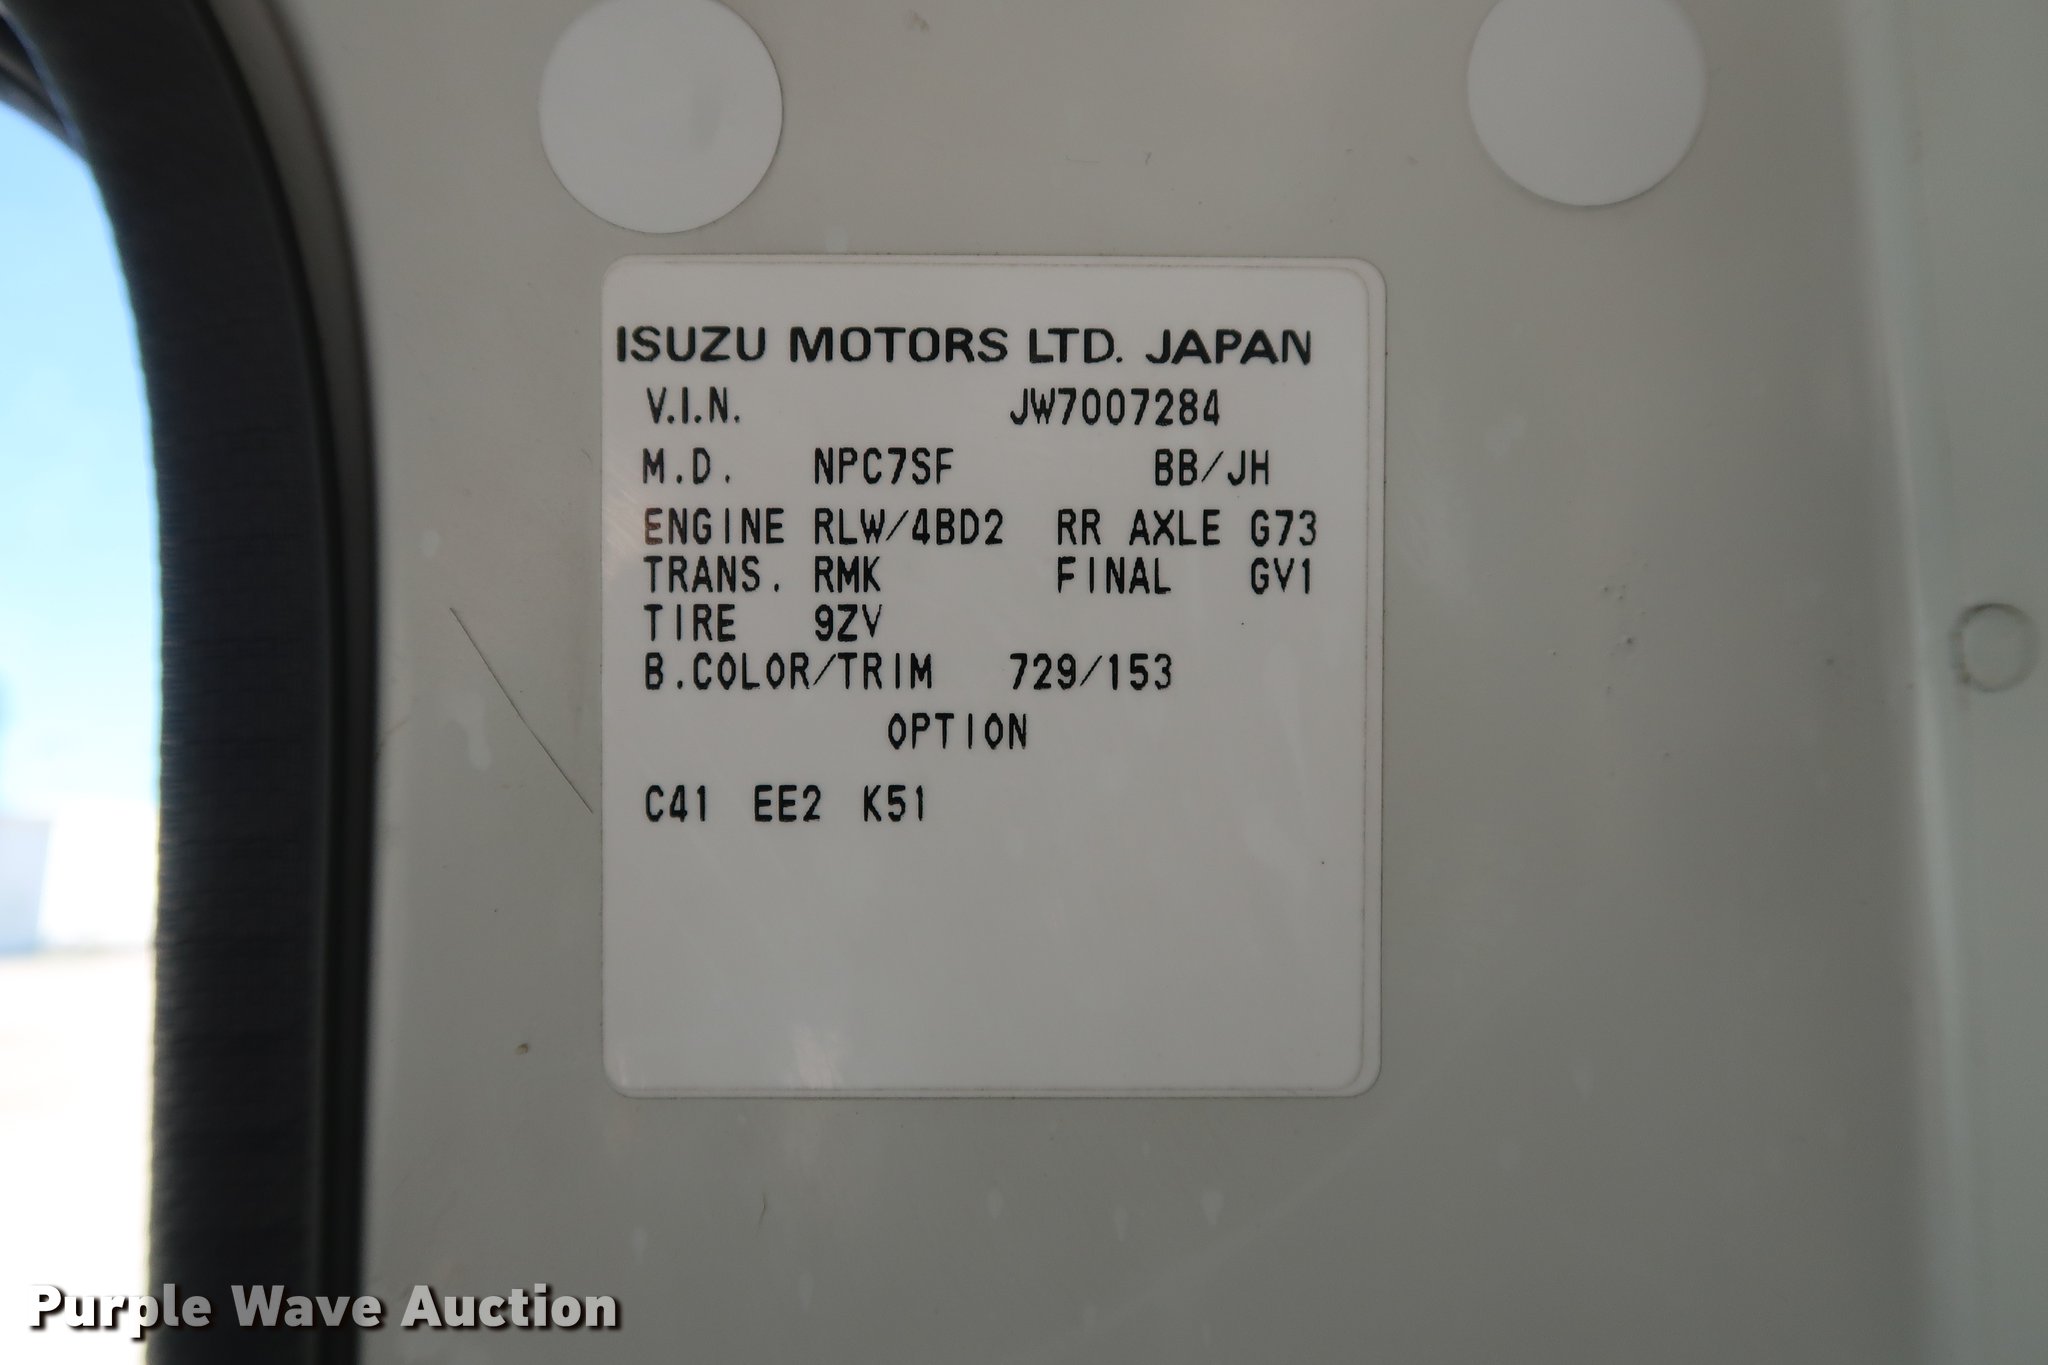 ISUZU MOTORS LTD. JAPAN
V.I.N. JW7007284
M.D. NPC7SF BB/JH
ENGINE RLW/4BD2 RR AXLE G73
TRANS. RMK FINAL GV1
TIRE 9ZV
B.COLOR/TRIM 729/153
OPTION
C41 EE2 K51
Purple Wave Auction